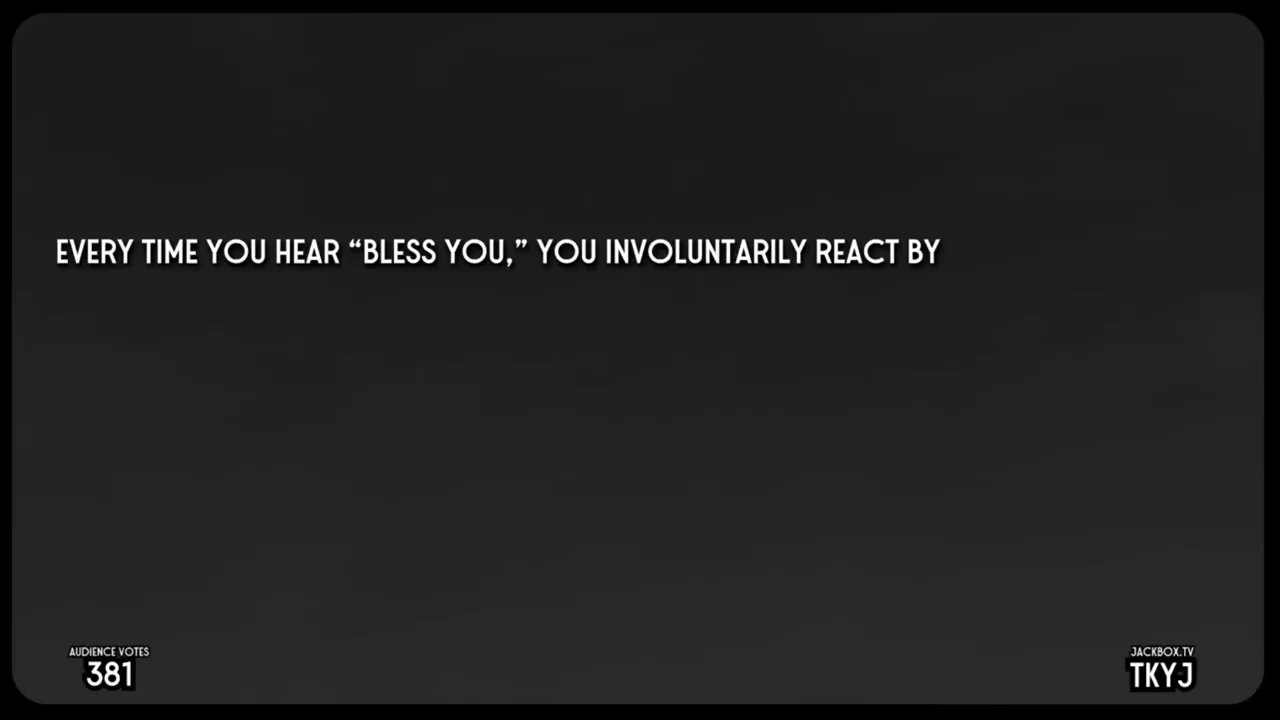 EVERY TIME YOU HEAR “BLESS YOU,” YOU INVOLUNTARILY REACT BY
AUDIENCE VOTES
381
JACKBOX.TV
TKYJ